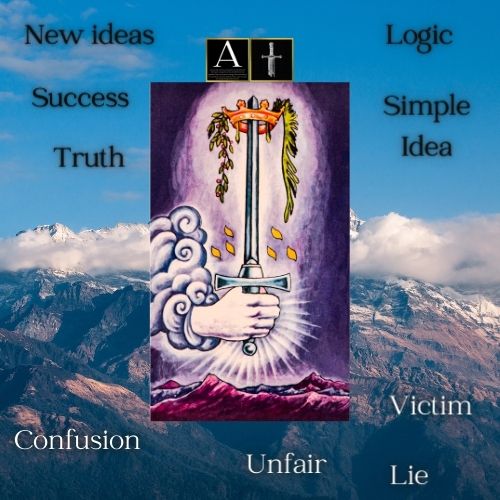 New ideas
Logic
A
Success
Simple
Idea
Truth
Victim
Confusion
Unfair
Lie